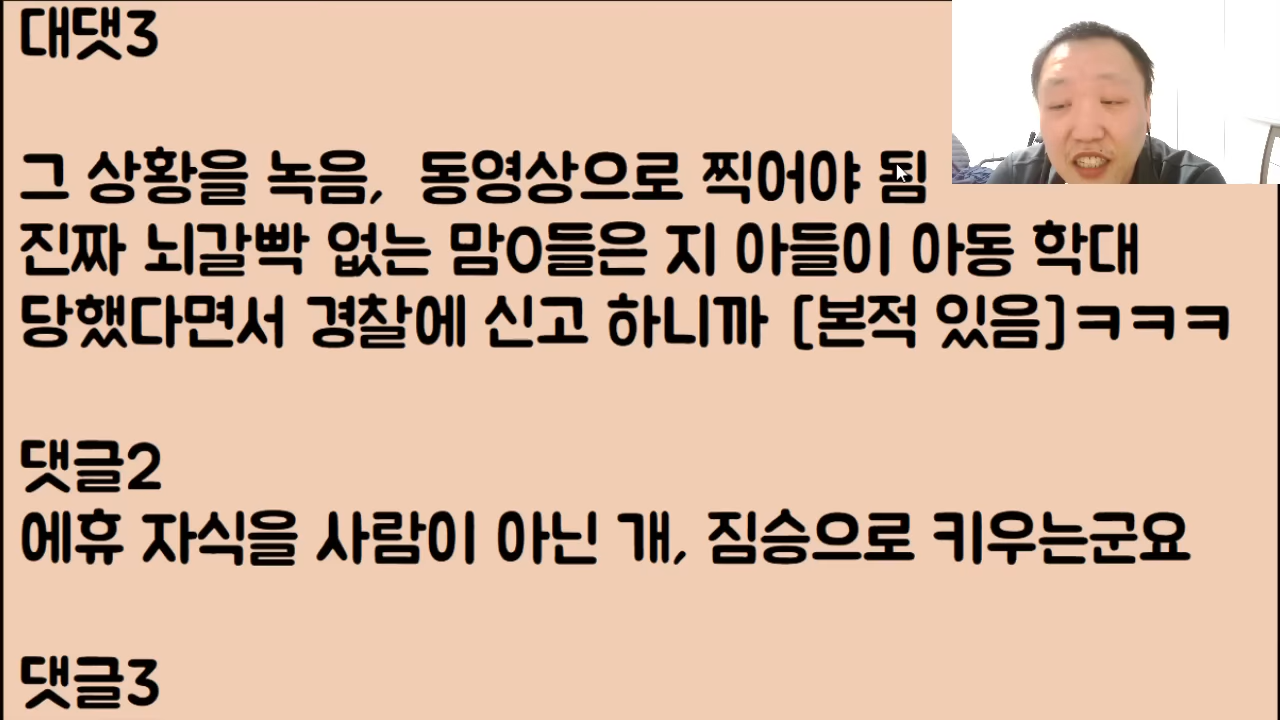 대댓3
그 상황을 녹음, 동영상으로 찍어야 됨
진짜 뇌갈빡 없는 맘0들은 지 아들이 아동 학대
당했다면서 경찰에 신고 하니까 [본적 있음]ㅋㅋㅋ
댓글2
에휴 자식을 사람이 아닌 개, 짐승으로 키우는군요
댓글3